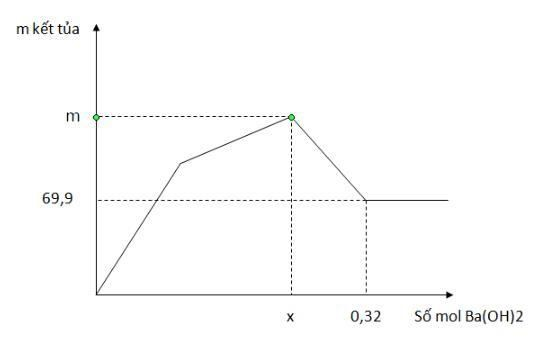 m kết tủa
m
69,9
x
0,32
Số mol Ba(OH)2